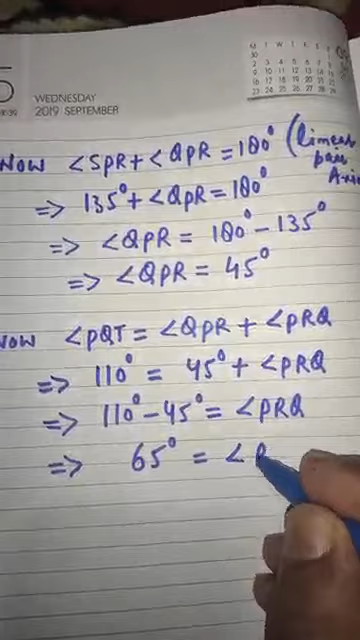 WEDNESDAY
2019 SEPTEMBER
Now ∠SPR + ∠QPR = 180° (linear pair
=> 135° + ∠QPR = 180°
=> ∠QPR = 180° - 135°
=> ∠QPR = 45°
Now ∠PQT = ∠QPR + ∠PRQ
=> 110° = 45° + ∠PRQ
=> 110° - 45° = ∠PRQ
=> 65° = ∠P